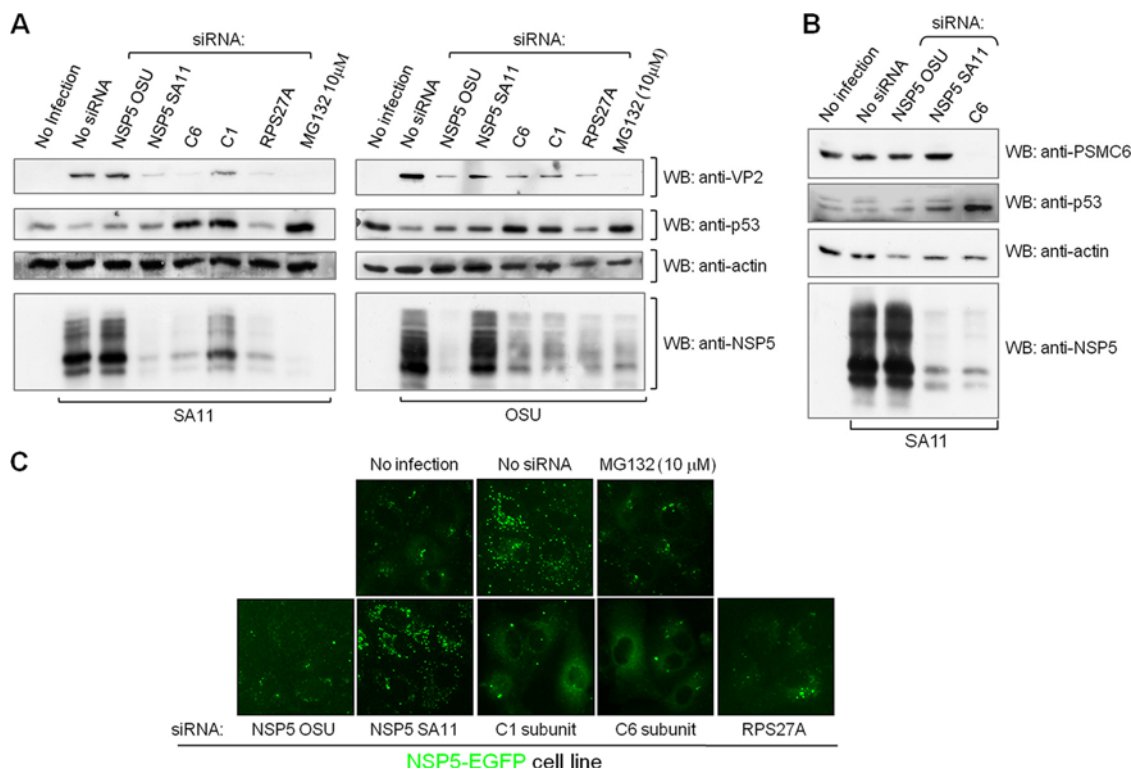 A
siRNA:
No infection
No siRNA
NSP5 OSU
NSP5 SA11
C6
C1
RPS27A
MG132 10µM
siRNA:
No infection
No siRNA
NSP5 OSU
NSP5 SA11
C6
C1
RPS27A
MG132 (10µM)
WB: anti-VP2
WB: anti-p53
WB: anti-actin
WB: anti-NSP5
SA11
OSU
B
siRNA:
No infection
No siRNA
NSP5 OSU
NSP5 SA11
C6
WB: anti-PSMC6
WB: anti-p53
WB: anti-actin
WB: anti-NSP5
SA11
C
No infection No siRNA MG132 (10 µM)
siRNA: NSP5 OSU NSP5 SA11 C1 subunit C6 subunit RPS27A
NSP5-EGFP cell line